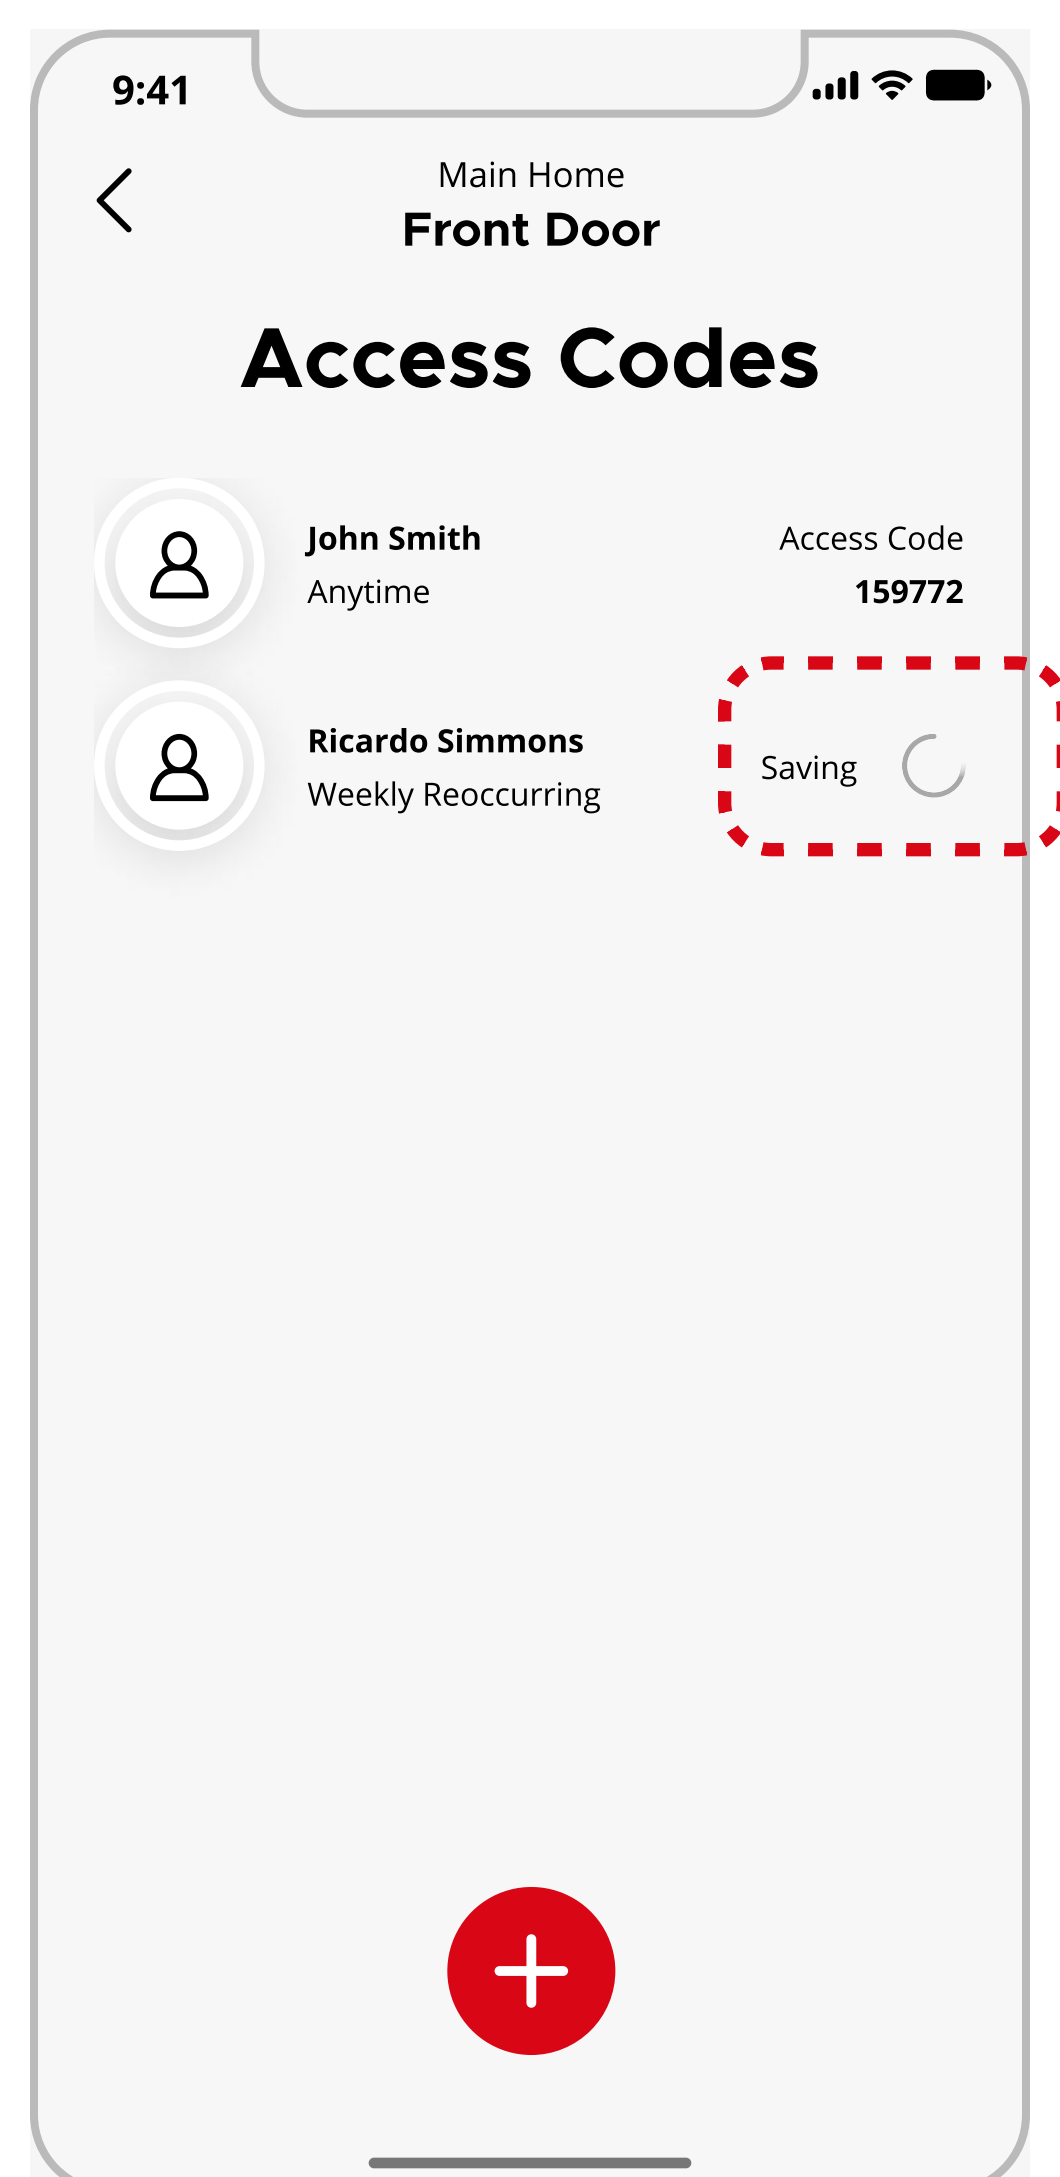 9:41
Main Home
Front Door
Access Codes
John Smith
Access Code
Anytime
159772
Ricardo Simmons
Saving
Weekly Reoccurring